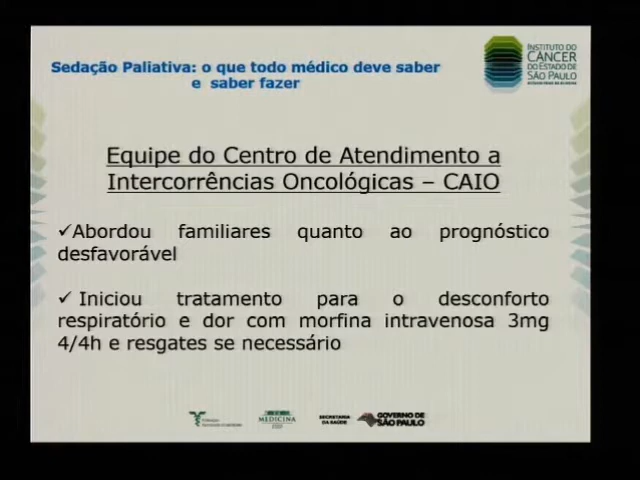 Sedação Paliativa: o que todo médico deve saber
e saber fazer
INSTITUTO DO
CÂNCER
DO ESTADO DE
SÃO PAULO
Equipe do Centro de Atendimento a
Intercorrências Oncológicas – CAIO
✓Abordou familiares quanto ao prognóstico
desfavorável
✓ Iniciou tratamento para o desconforto
respiratório e dor com morfina intravenosa 3mg
4/4h e resgates se necessário
MEDICINA
SECRETARIA
DA SAÚDE
GOVERNO DE
SÃO PAULO